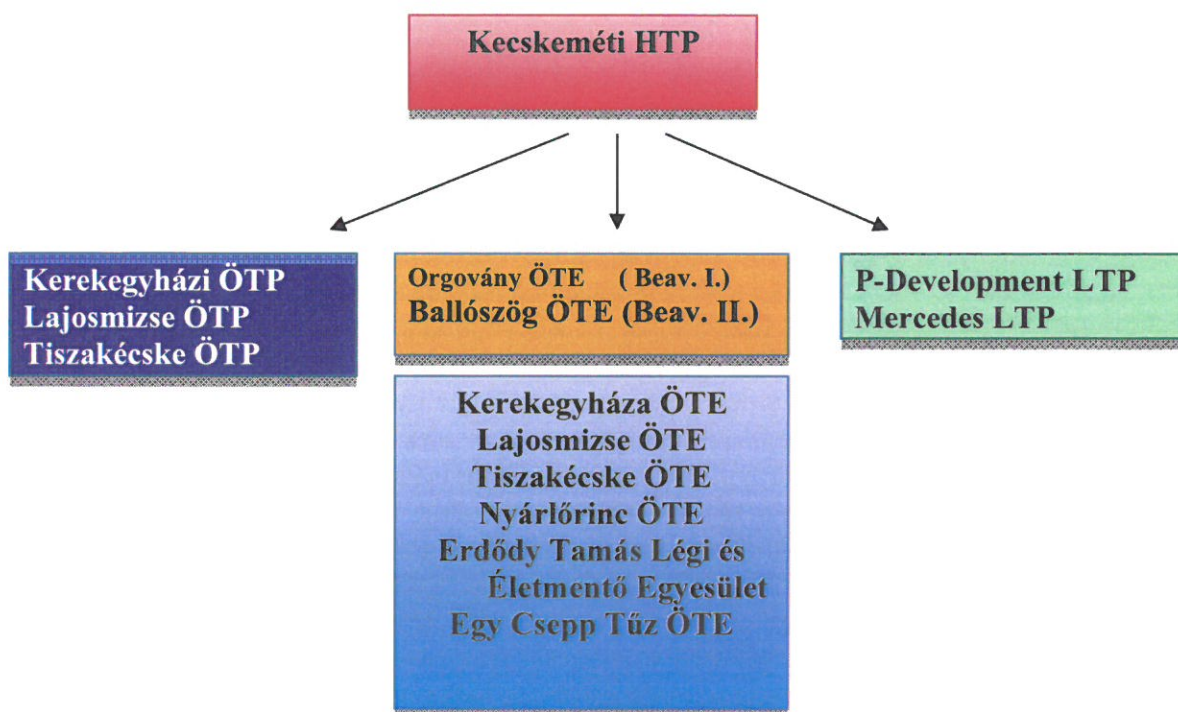 Kecskeméti HTP
Kerekegyházi ÖTP
Lajosmizse ÖTP
Tiszakécske ÖTP
Orgovány ÖTE ( Beav. I.)
Ballószög ÖTE (Beav. II.)
P-Development LTP
Mercedes LTP
Kerekegyháza ÖTE
Lajosmizse ÖTE
Tiszakécske ÖTE
Nyárlőrinc ÖTE
Erdődy Tamás Légi és
Életmentő Egyesület
Egy Csepp Tűz ÖTE